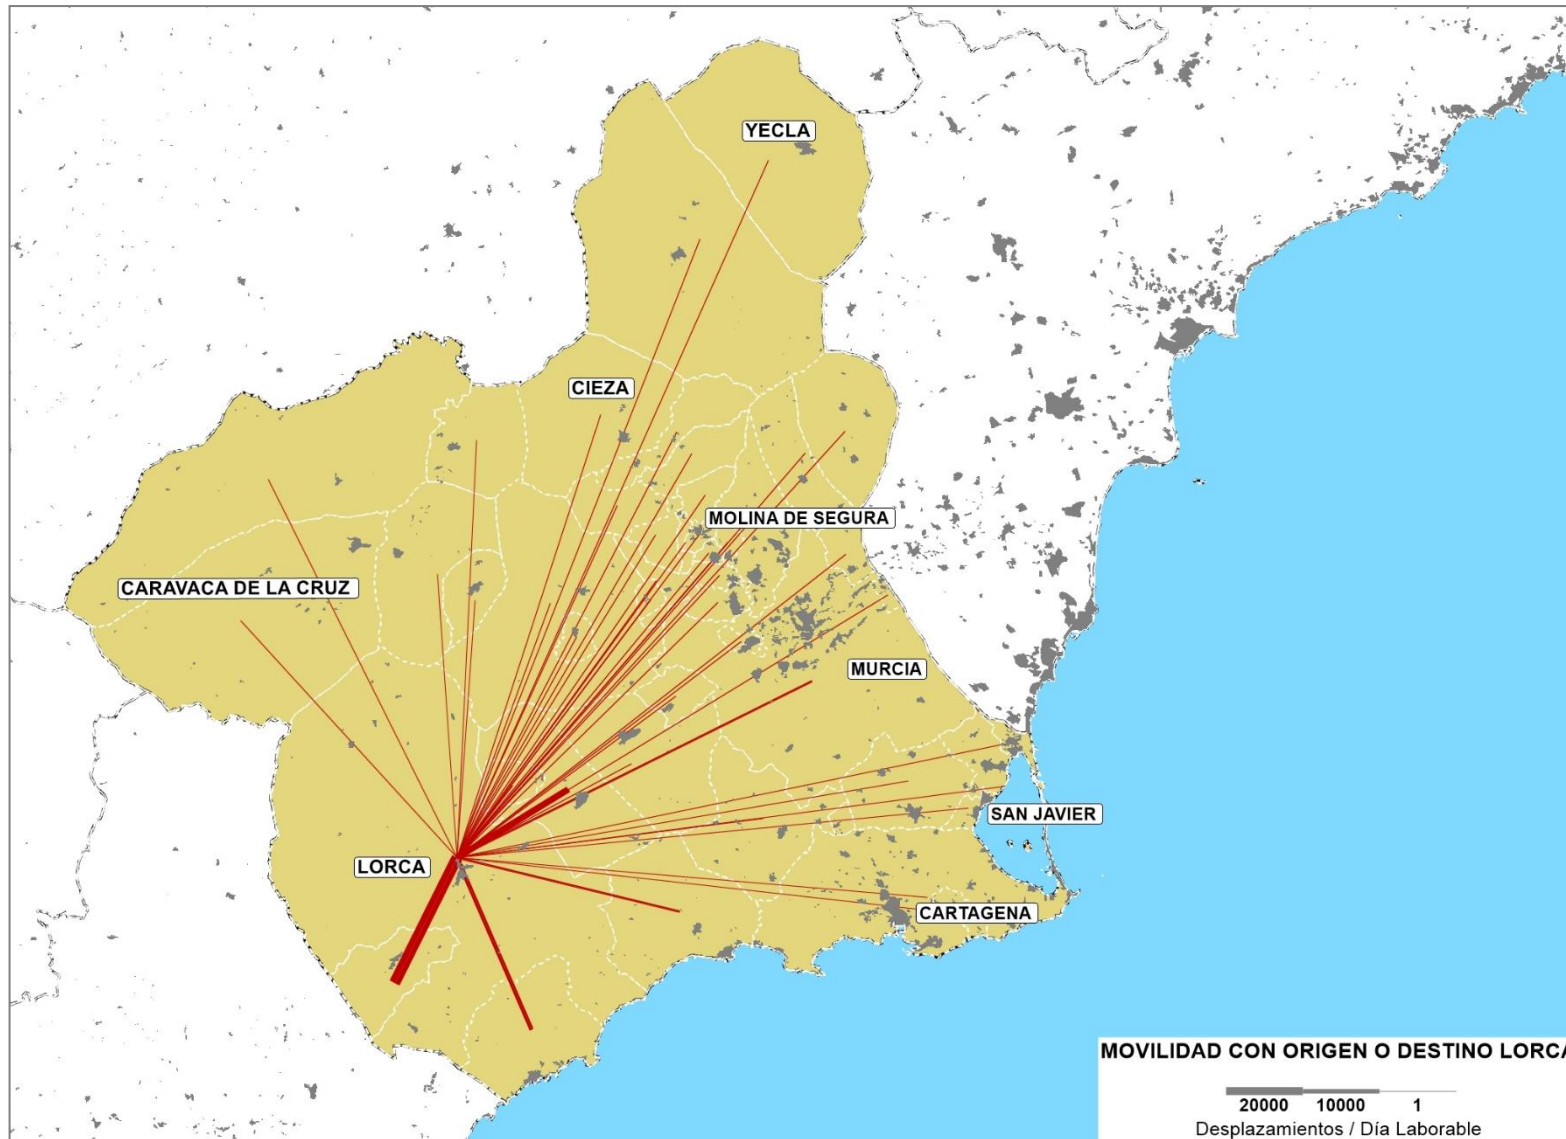 YECLA
CIEZA
MOLINA DE SEGURA
CARAVACA DE LA CRUZ
MURCIA
SAN JAVIER
LORCA
CARTAGENA
MOVILIDAD CON ORIGEN O DESTINO LORCA
20000 10000 1
Desplazamientos / Día Laborable